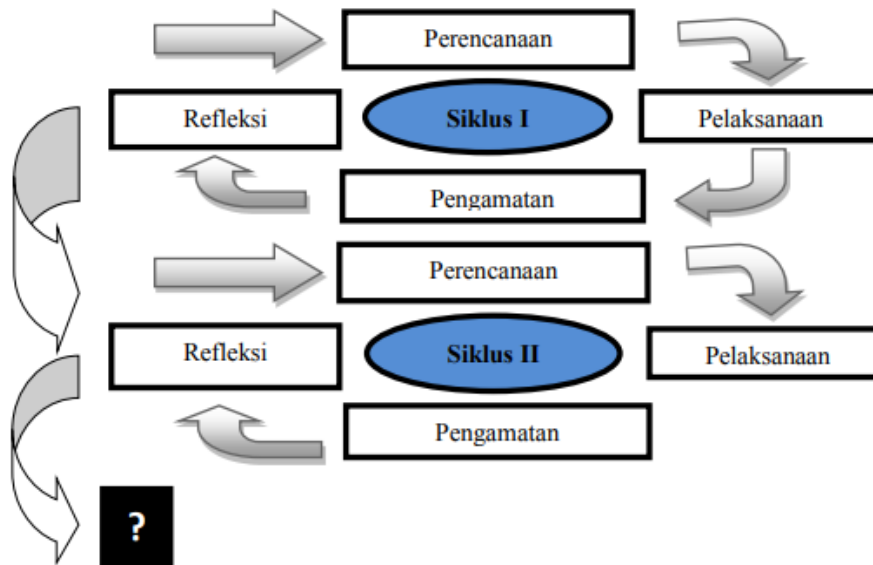 Perencanaan
Refleksi
Siklus I
Pelaksanaan
Pengamatan
Perencanaan
Refleksi
Siklus II
Pelaksanaan
Pengamatan
?